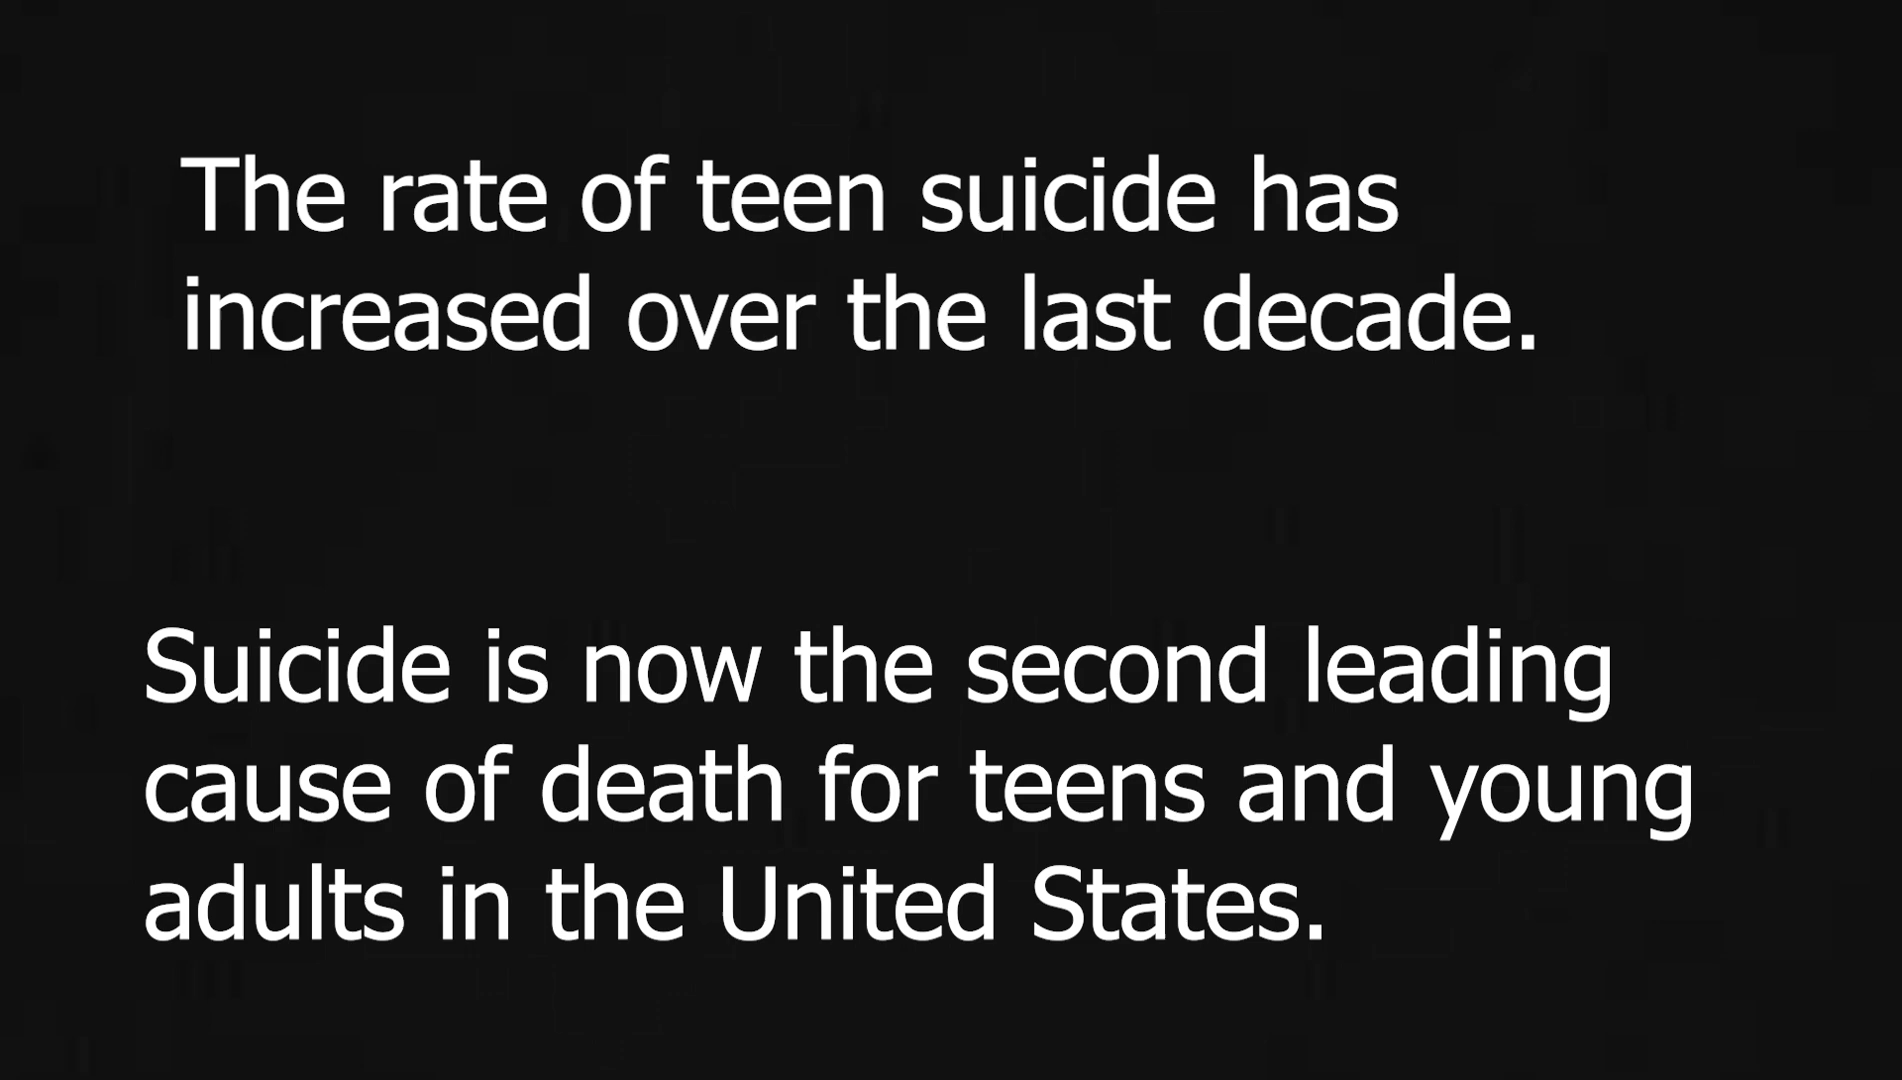 The rate of teen suicide has
increased over the last decade.
Suicide is now the second leading
cause of death for teens and young
adults in the United States.